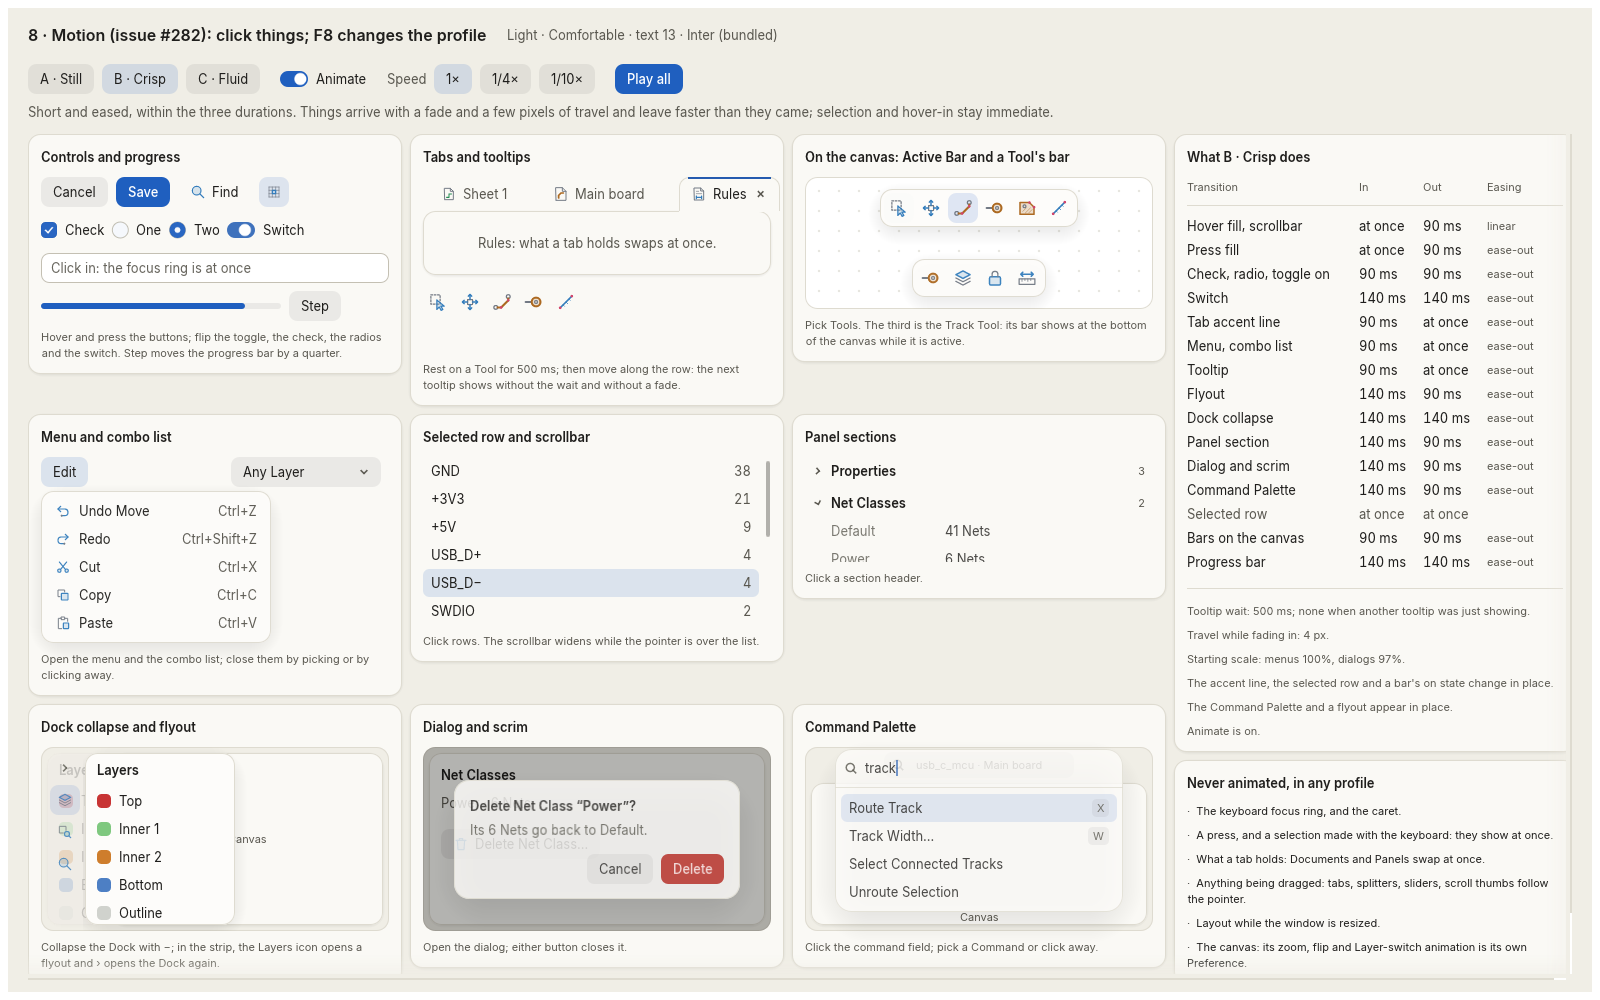 8 · Motion (issue #282): click things; F8 changes the profile
Light · Comfortable · text 13 · Inter (bundled)
A · Still
B · Crisp
C · Fluid
Animate
Speed
1×
1/4×
1/10×
Play all
Short and eased, within the three durations. Things arrive with a fade and a few pixels of travel and leave faster than they came; selection and hover-in stay immediate.
Controls and progress
Cancel
Save
Find
Check
One
Two
Switch
Click in: the focus ring is at once
Step
Hover and press the buttons; flip the toggle, the check, the radios
and the switch. Step moves the progress bar by a quarter.
Tabs and tooltips
Sheet 1
Main board
Rules ×
Rules: what a tab holds swaps at once.
Rest on a Tool for 500 ms; then move along the row: the next
tooltip shows without the wait and without a fade.
On the canvas: Active Bar and a Tool's bar
Pick Tools. The third is the Track Tool: its bar shows at the bottom
of the canvas while it is active.
What B · Crisp does
Transition In Out Easing
Hover fill, scrollbar at once 90 ms linear
Press fill at once 90 ms ease-out
Check, radio, toggle on 90 ms 90 ms ease-out
Switch 140 ms 140 ms ease-out
Tab accent line 90 ms at once ease-out
Menu, combo list 90 ms at once ease-out
Tooltip 90 ms at once ease-out
Flyout 140 ms 90 ms ease-out
Dock collapse 140 ms 140 ms ease-out
Panel section 140 ms 90 ms ease-out
Dialog and scrim 140 ms 90 ms ease-out
Command Palette 140 ms 90 ms ease-out
Selected row at once at once
Bars on the canvas 90 ms 90 ms ease-out
Progress bar 140 ms 140 ms ease-out
Tooltip wait: 500 ms; none when another tooltip was just showing.
Travel while fading in: 4 px.
Starting scale: menus 100%, dialogs 97%.
The accent line, the selected row and a bar's on state change in place.
The Command Palette and a flyout appear in place.
Animate is on.
Menu and combo list
Edit
Any Layer
Undo Move Ctrl+Z
Redo Ctrl+Shift+Z
Cut Ctrl+X
Copy Ctrl+C
Paste Ctrl+V
Open the menu and the combo list; close them by picking or by
clicking away.
Selected row and scrollbar
GND 38
+3V3 21
+5V 9
USB_D+ 4
USB_D− 4
SWDIO 2
Click rows. The scrollbar widens while the pointer is over the list.
Panel sections
Properties 3
Net Classes 2
Default 41 Nets
Power 6 Nets
Click a section header.
Dock collapse and flyout
Layers
Top
Inner 1
Inner 2
Bottom
Outline
Collapse the Dock with −; in the strip, the Layers icon opens a
flyout and › opens the Dock again.
Dialog and scrim
Net Classes
Delete Net Class “Power”?
Its 6 Nets go back to Default.
Delete Net Class...
Cancel
Delete
Open the dialog; either button closes it.
Command Palette
track
usb_c_mcu · Main board
Route Track X
Track Width... W
Select Connected Tracks
Unroute Selection
Canvas
Click the command field; pick a Command or click away.
Never animated, in any profile
· The keyboard focus ring, and the caret.
· A press, and a selection made with the keyboard: they show at once.
· What a tab holds: Documents and Panels swap at once.
· Anything being dragged: tabs, splitters, sliders, scroll thumbs follow
the pointer.
· Layout while the window is resized.
· The canvas: its zoom, flip and Layer-switch animation is its own
Preference.